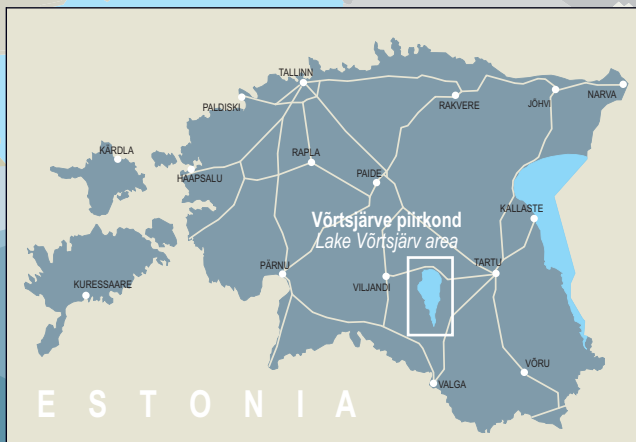 TALLINN
PALDISKI
RAKVERE
JÕHVI
NARVA
KÄRDLA
HAAPSALU
RAPLA
PAIDE
KALLASTE
Võrtsjärve piirkond
Lake Võrtsjärv area
PÄRNU
VILJANDI
TARTU
KURESSAARE
VÕRU
VALGA
ESTONIA